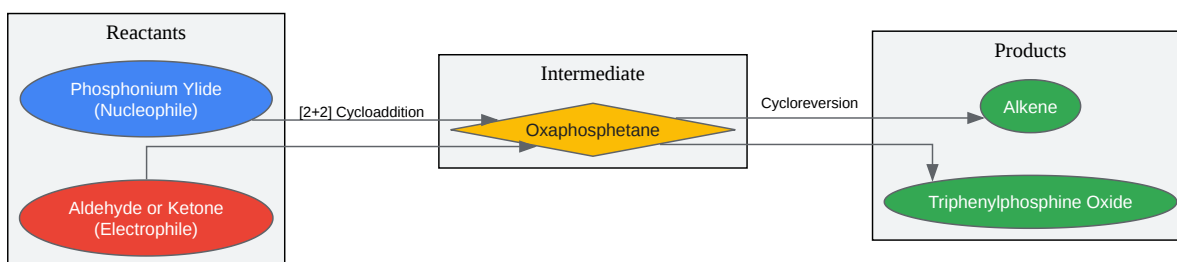 Reactants
Phosphonium Ylide
(Nucleophile)
Aldehyde or Ketone
(Electrophile)
[2+2] Cycloaddition
Intermediate
Oxaphosphetane
Cycloreversion
Products
Alkene
Triphenylphosphine Oxide